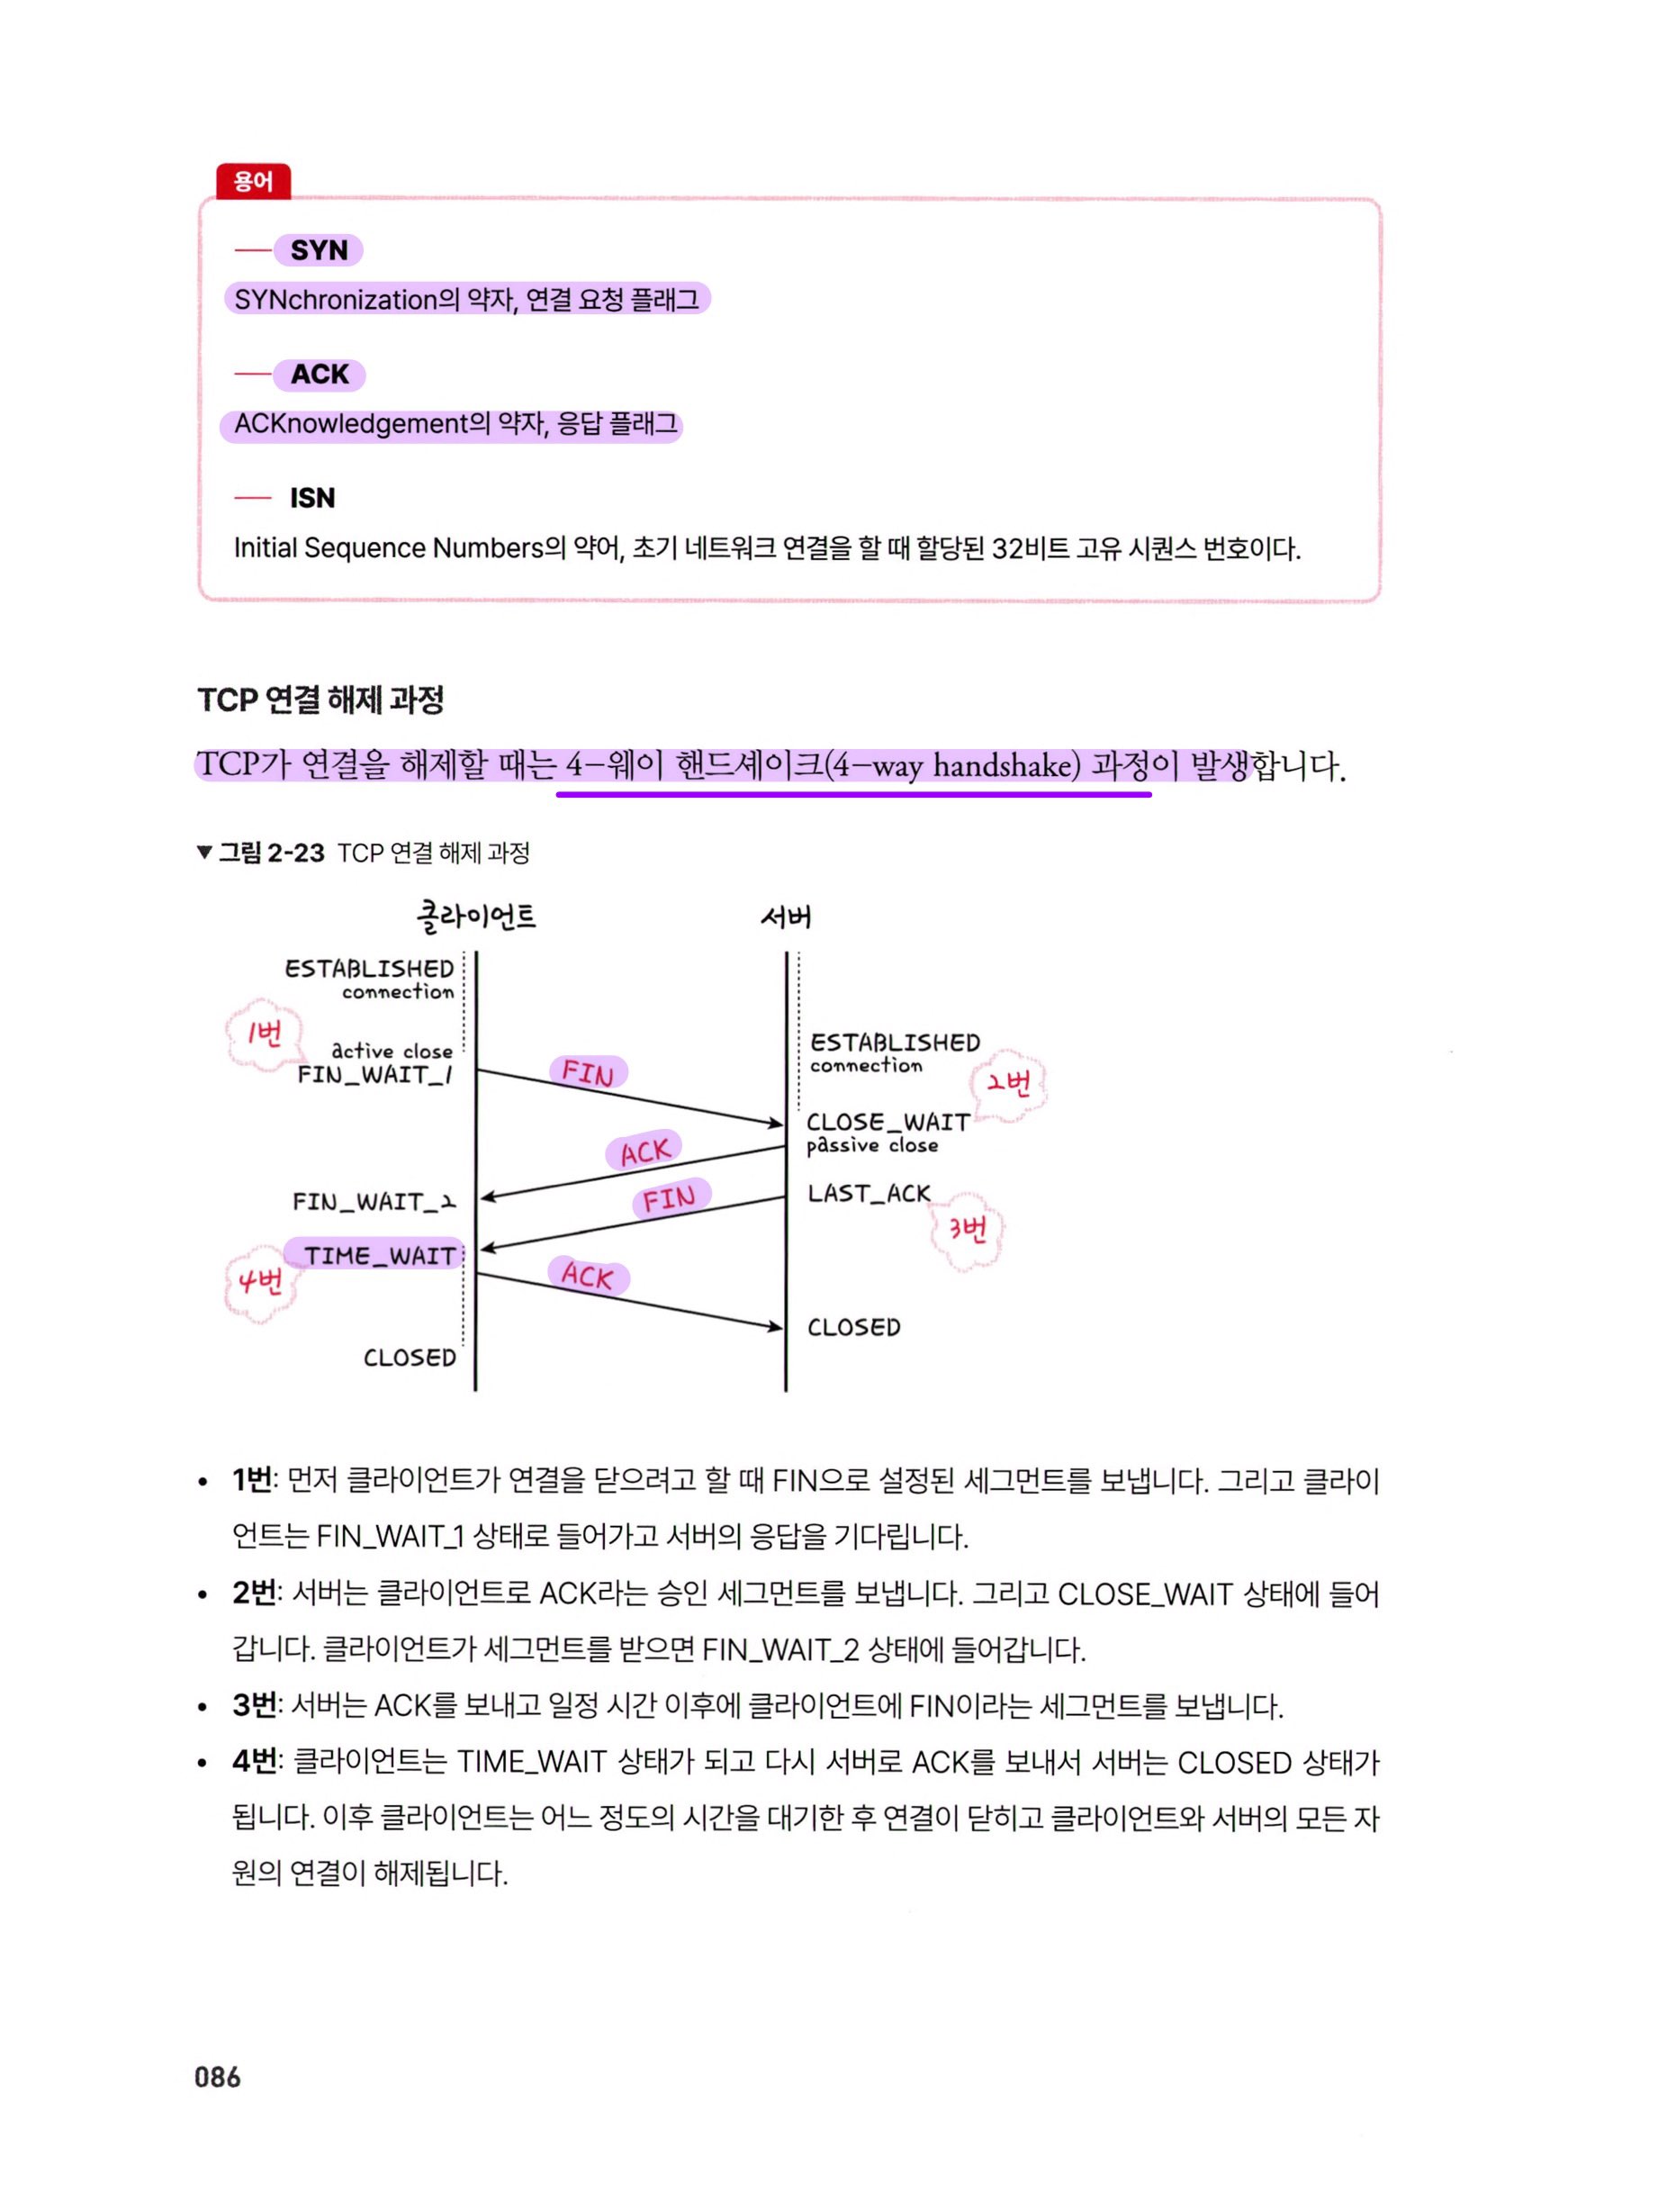 용어
— SYN
SYNchronization의 약자, 연결 요청 플래그
— ACK
ACKnowledgement의 약자, 응답 플래그
— ISN
Initial Sequence Numbers의 약어, 초기 네트워크 연결을 할 때 할당된 32비트 고유 시퀀스 번호이다.
TCP 연결 해제 과정
TCP가 연결을 해제할 때는 4-웨이 핸드셰이크(4-way handshake) 과정이 발생합니다.
▼ 그림 2-23 TCP 연결 해제 과정
클라이언트 서버
ESTABLISHED
connection
1번
active close
FIN_WAIT_1
FIN
ESTABLISHED
connection
2번
CLOSE_WAIT
passive close
ACK
FIN_WAIT_2
FIN
LAST_ACK
3번
TIME_WAIT
4번
ACK
CLOSED
CLOSED
• 1번: 먼저 클라이언트가 연결을 닫으려고 할 때 FIN으로 설정된 세그먼트를 보냅니다. 그리고 클라이
언트는 FIN_WAIT_1 상태로 들어가고 서버의 응답을 기다립니다.
• 2번: 서버는 클라이언트로 ACK라는 승인 세그먼트를 보냅니다. 그리고 CLOSE_WAIT 상태에 들어
갑니다. 클라이언트가 세그먼트를 받으면 FIN_WAIT_2 상태에 들어갑니다.
• 3번: 서버는 ACK를 보내고 일정 시간 이후에 클라이언트에 FIN이라는 세그먼트를 보냅니다.
• 4번: 클라이언트는 TIME_WAIT 상태가 되고 다시 서버로 ACK를 보내서 서버는 CLOSED 상태가
됩니다. 이후 클라이언트는 어느 정도의 시간을 대기한 후 연결이 닫히고 클라이언트와 서버의 모든 자
원의 연결이 해제됩니다.
086